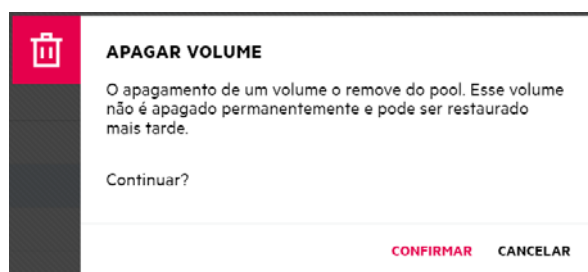 APAGAR VOLUME
O apagamento de um volume o remove do pool. Esse volume
não é apagado permanentemente e pode ser restaurado
mais tarde.
Continuar?
CONFIRMAR CANCELAR